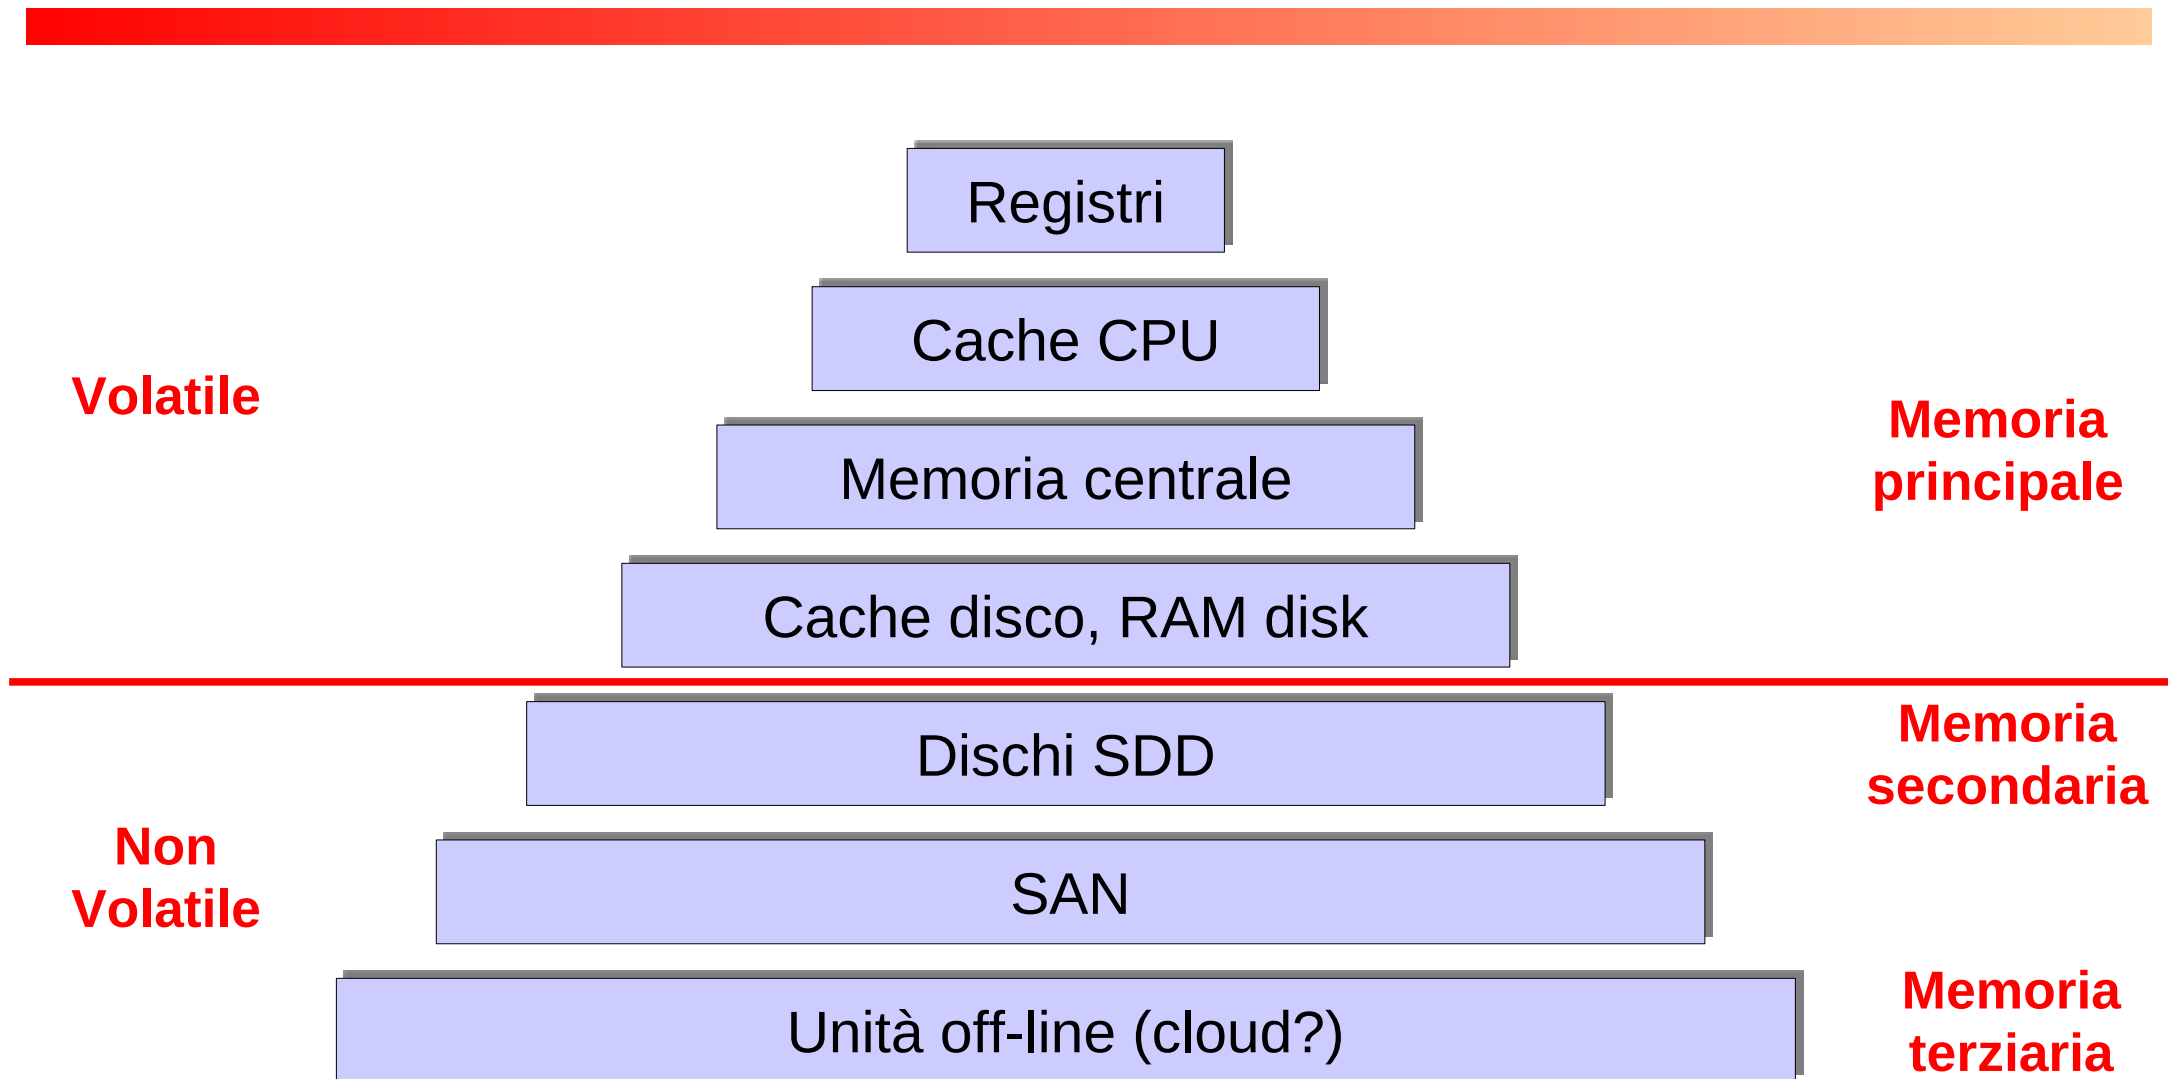 Registri
Cache CPU
Volatile
Memoria
principale
Memoria centrale
Cache disco, RAM disk
Memoria
secondaria
Dischi SDD
Non
Volatile
SAN
Memoria
terziaria
Unità off-line (cloud?)